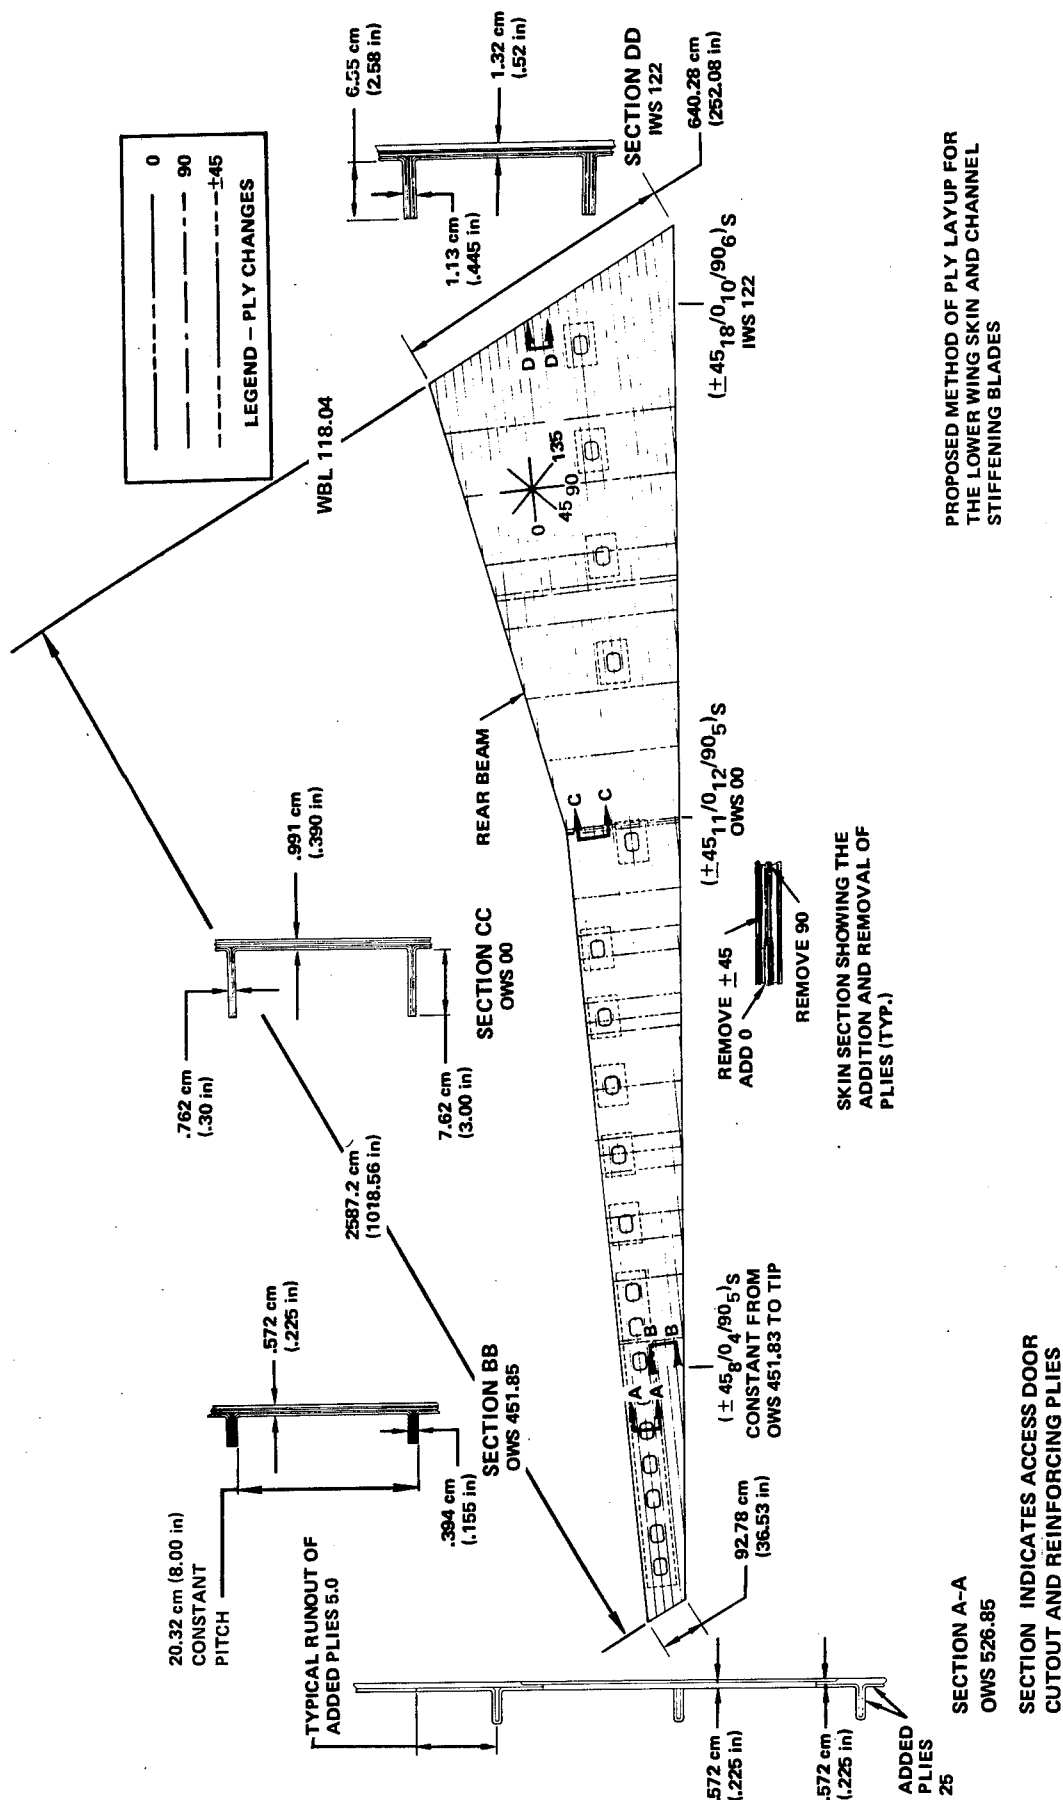 0
90
±45
LEGEND – PLY CHANGES
6.55 cm
(2.58 in)
1.32 cm
(.52 in)
1.13 cm
(.445 in)
SECTION DD
IWS 122
640.28 cm
(252.08 in)
WBL 118.04
D
D
0
45
90
135
(±45₁₈/0₁₀/90₆)S
IWS 122
REAR BEAM
.991 cm
(.390 in)
.762 cm
(.30 in)
7.62 cm
(3.00 in)
SECTION CC
OWS 00
C
C
(±45₁₁/0₁₂/90₅)S
OWS 00
REMOVE ±45
ADD 0
REMOVE 90
SKIN SECTION SHOWING THE
ADDITION AND REMOVAL OF
PLIES (TYP.)
PROPOSED METHOD OF PLY LAYUP FOR
THE LOWER WING SKIN AND CHANNEL
STIFFENING BLADES
2587.2 cm
(1018.56 in)
.572 cm
(.225 in)
20.32 cm (8.00 in)
CONSTANT
PITCH
.394 cm
(.155 in)
SECTION BB
OWS 451.85
B
B
A
A
(±45₈/0₄/90₅)S
CONSTANT FROM
OWS 451.83 TO TIP
92.78 cm
(36.53 in)
TYPICAL RUNOUT OF
ADDED PLIES 5.0
.572 cm
(.225 in)
.572 cm
(.225 in)
ADDED
PLIES
25
SECTION A–A
OWS 526.85
SECTION INDICATES ACCESS DOOR
CUTOUT AND REINFORCING PLIES